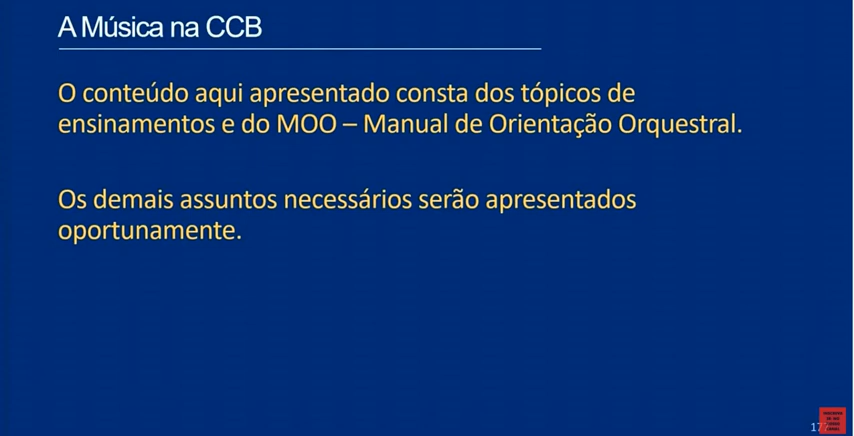 A Música na CCB
O conteúdo aqui apresentado consta dos tópicos de
ensinamentos e do MOO – Manual de Orientação Orquestral.
Os demais assuntos necessários serão apresentados
oportunamente.